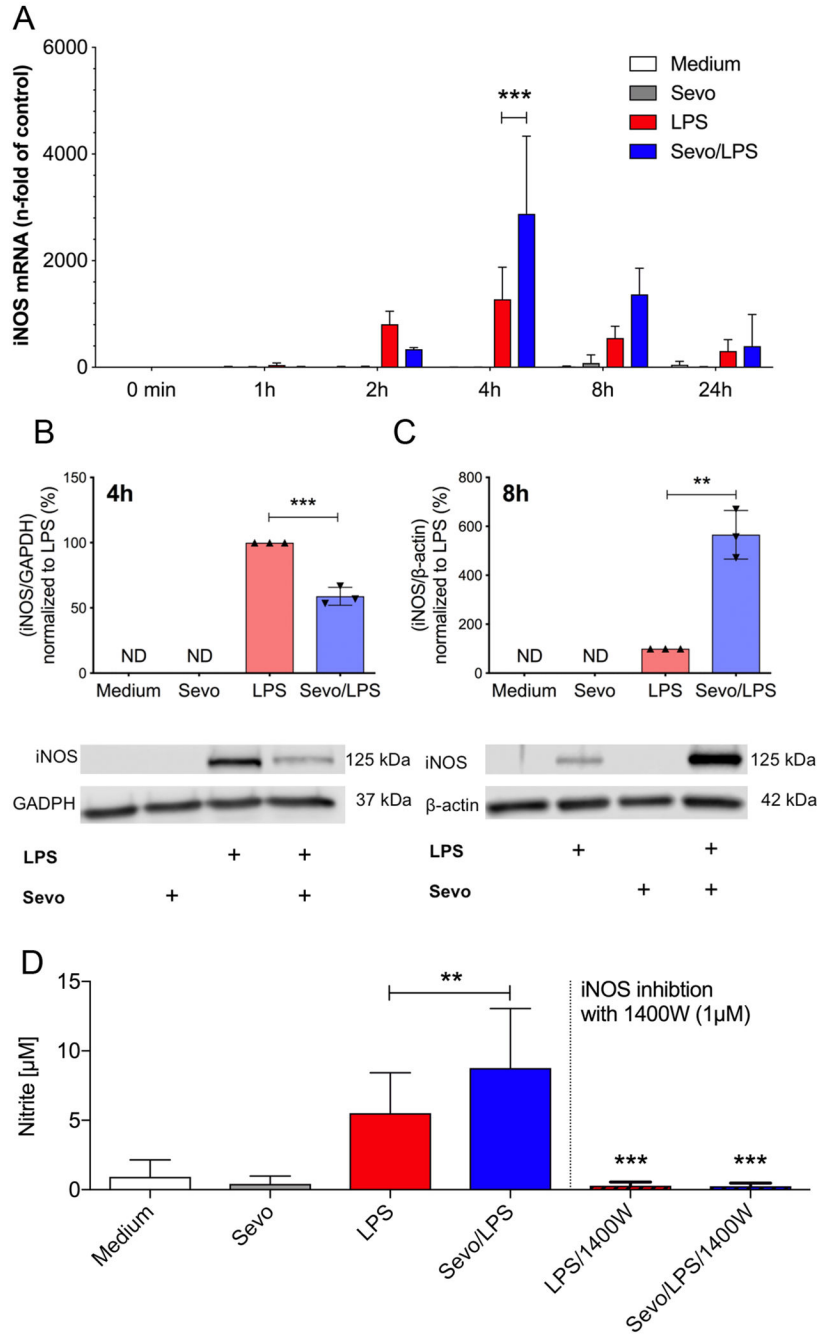 A
iNOS mRNA (n-fold of control)
6000
4000
2000
0
***
Medium
Sevo
LPS
Sevo/LPS
0 min 1h 2h 4h 8h 24h
B
(iNOS/GAPDH)
normalized to LPS (%)
150
100
50
0
4h
***
ND ND
Medium Sevo LPS Sevo/LPS
iNOS 125 kDa
GADPH 37 kDa
LPS + +
Sevo + +
C
(iNOS/β-actin)
normalized to LPS (%)
800
600
400
200
0
8h
**
ND ND
Medium Sevo LPS Sevo/LPS
iNOS 125 kDa
β-actin 42 kDa
LPS + +
Sevo + +
D
Nitrite [µM]
15
10
5
0
**
iNOS inhibtion
with 1400W (1µM)
*** ***
Medium
Sevo
LPS
Sevo/LPS
LPS/1400W
Sevo/LPS/1400W